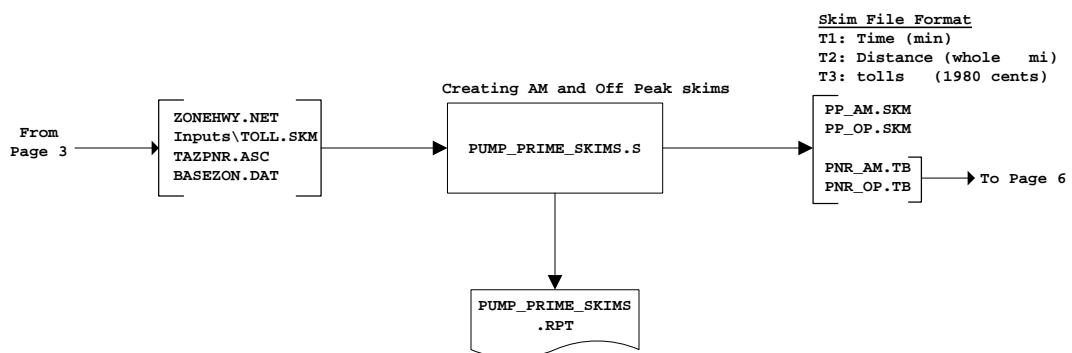 Skim File Format
T1: Time (min)
T2: Distance (whole mi)
T3: tolls (1980 cents)
Creating AM and Off Peak skims
From
Page 3
ZONEHWY.NET
Inputs\TOLL.SKM
TAZPNR.ASC
BASEZON.DAT
PUMP_PRIME_SKIMS.S
PP_AM.SKM
PP_OP.SKM
PNR_AM.TB
PNR_OP.TB
To Page 6
PUMP_PRIME_SKIMS
.RPT